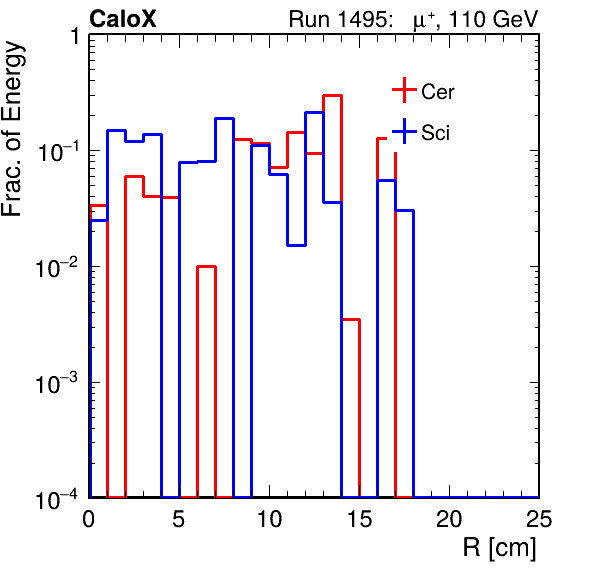 CaloX Run 1495: μ⁺, 110 GeV
Frac. of Energy
1
10⁻¹
10⁻²
10⁻³
10⁻⁴
Cer
Sci
0 5 10 15 20 25
R [cm]